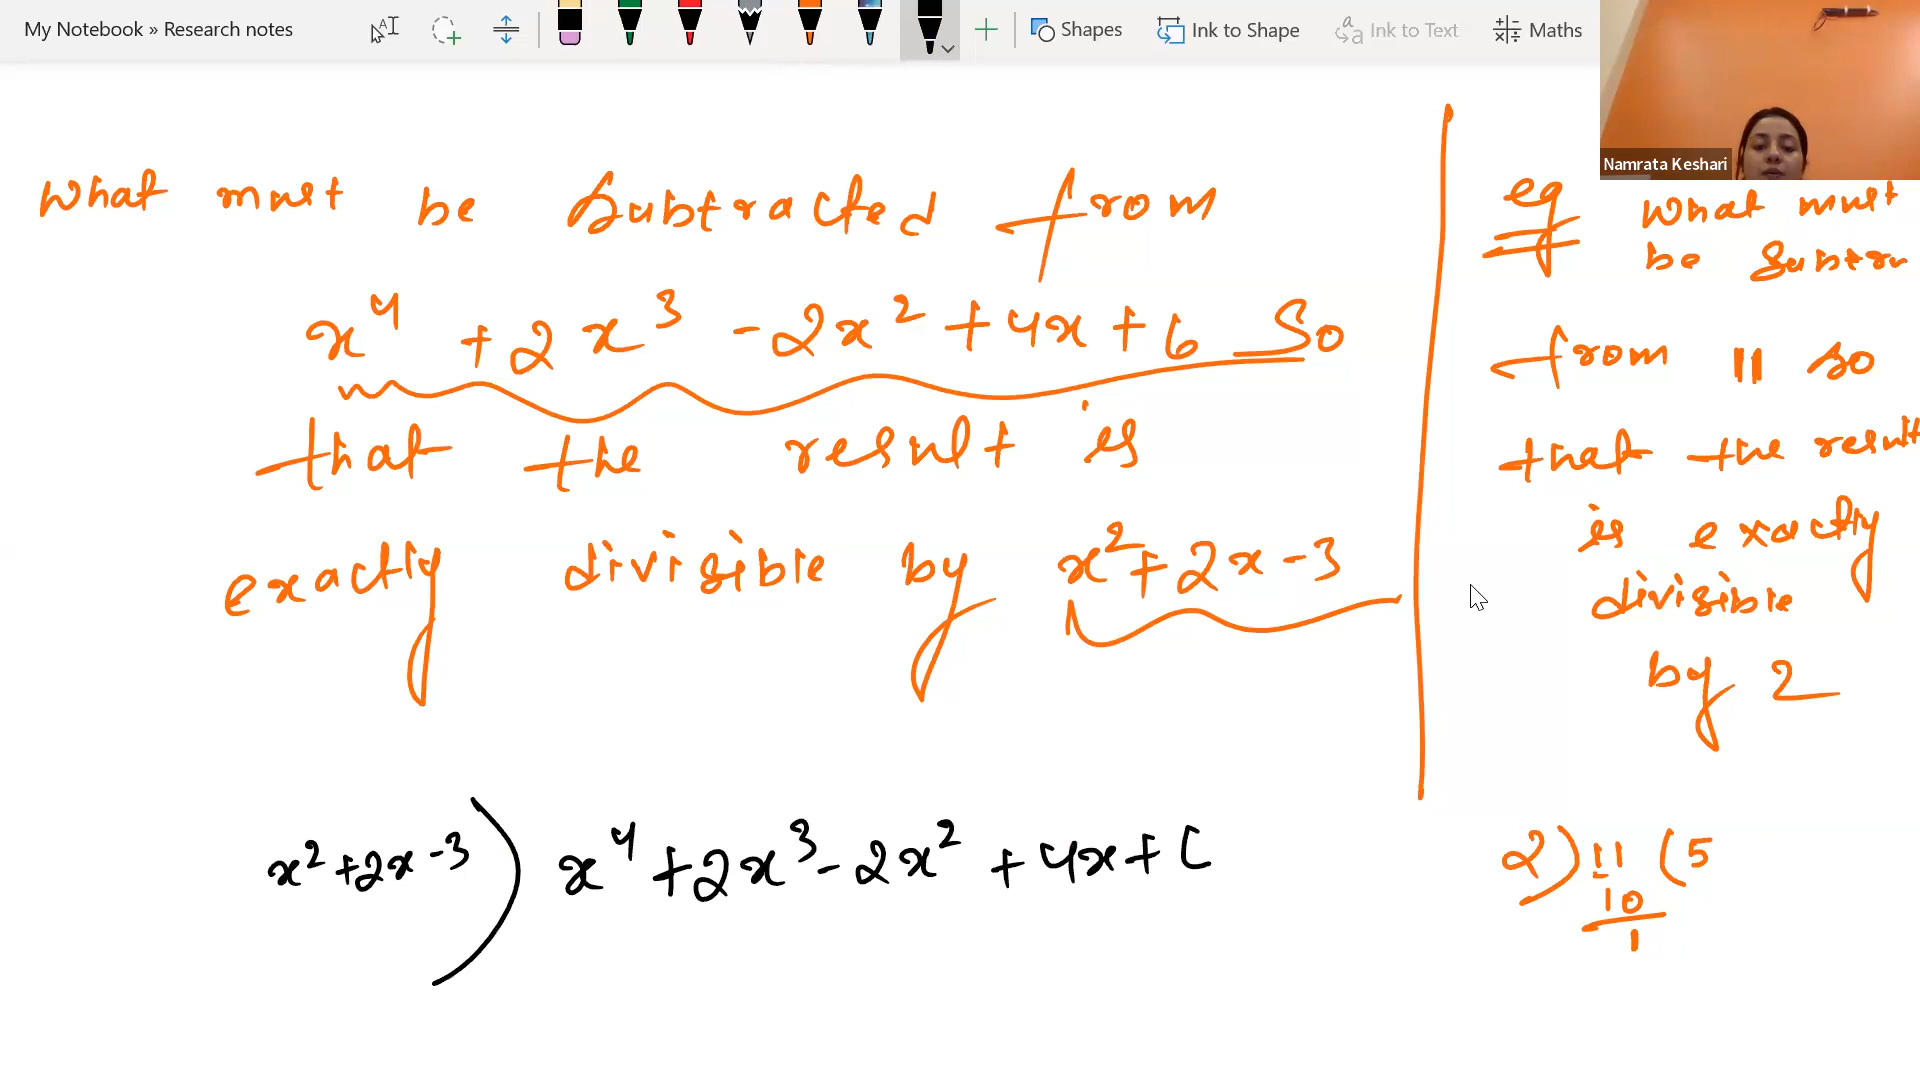 My Notebook » Research notes
Shapes
Ink to Shape
Ink to Text
Maths
Namrata Keshari
What must be subtracted from
x⁴ + 2x³ - 2x² + 4x + 6 So
that the result is
exactly divisible by x² + 2x - 3
x² + 2x - 3 ) x⁴ + 2x³ - 2x² + 4x + (
eg What must
be Subtra
from 11 so
that the result
is exactly
divisible
by 2
2 ) 11 ( 5
10
1